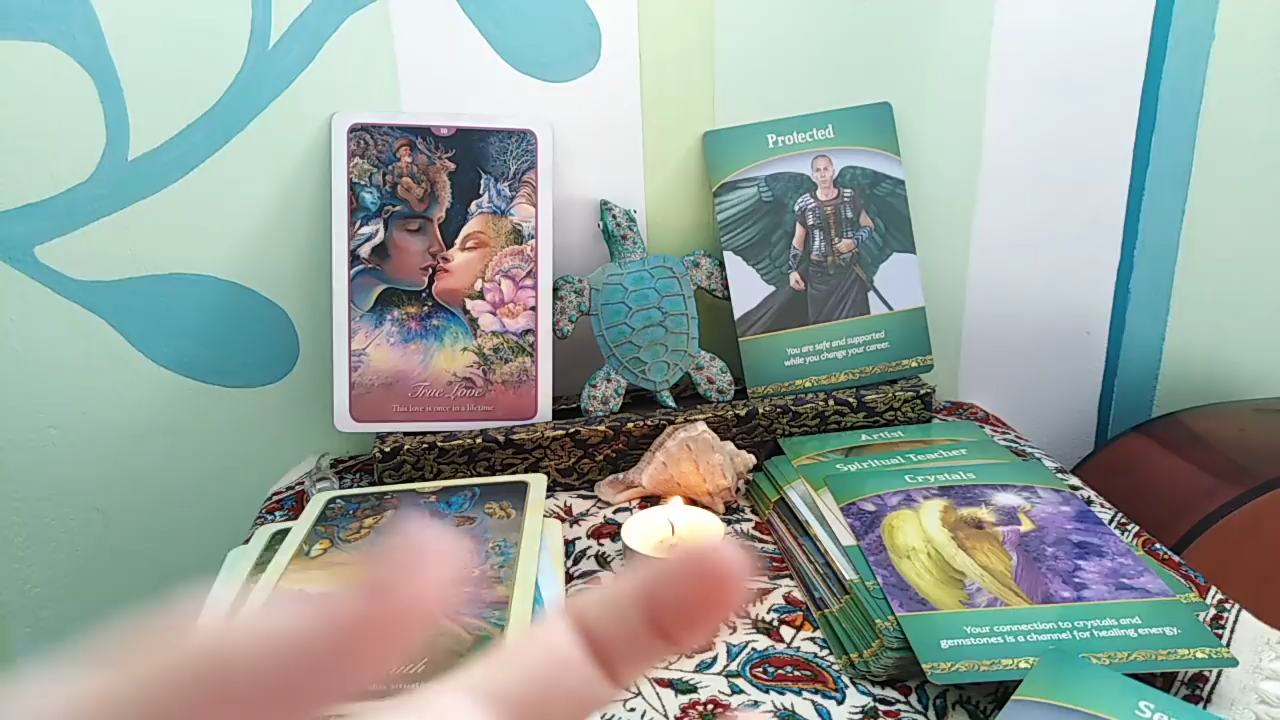 10
True Love
This love is once in a lifetime
Protected
You are safe and supported
while you change your career.
Artist
Spiritual Teacher
Crystals
Your connection to crystals and
gemstones is a channel for healing energy.